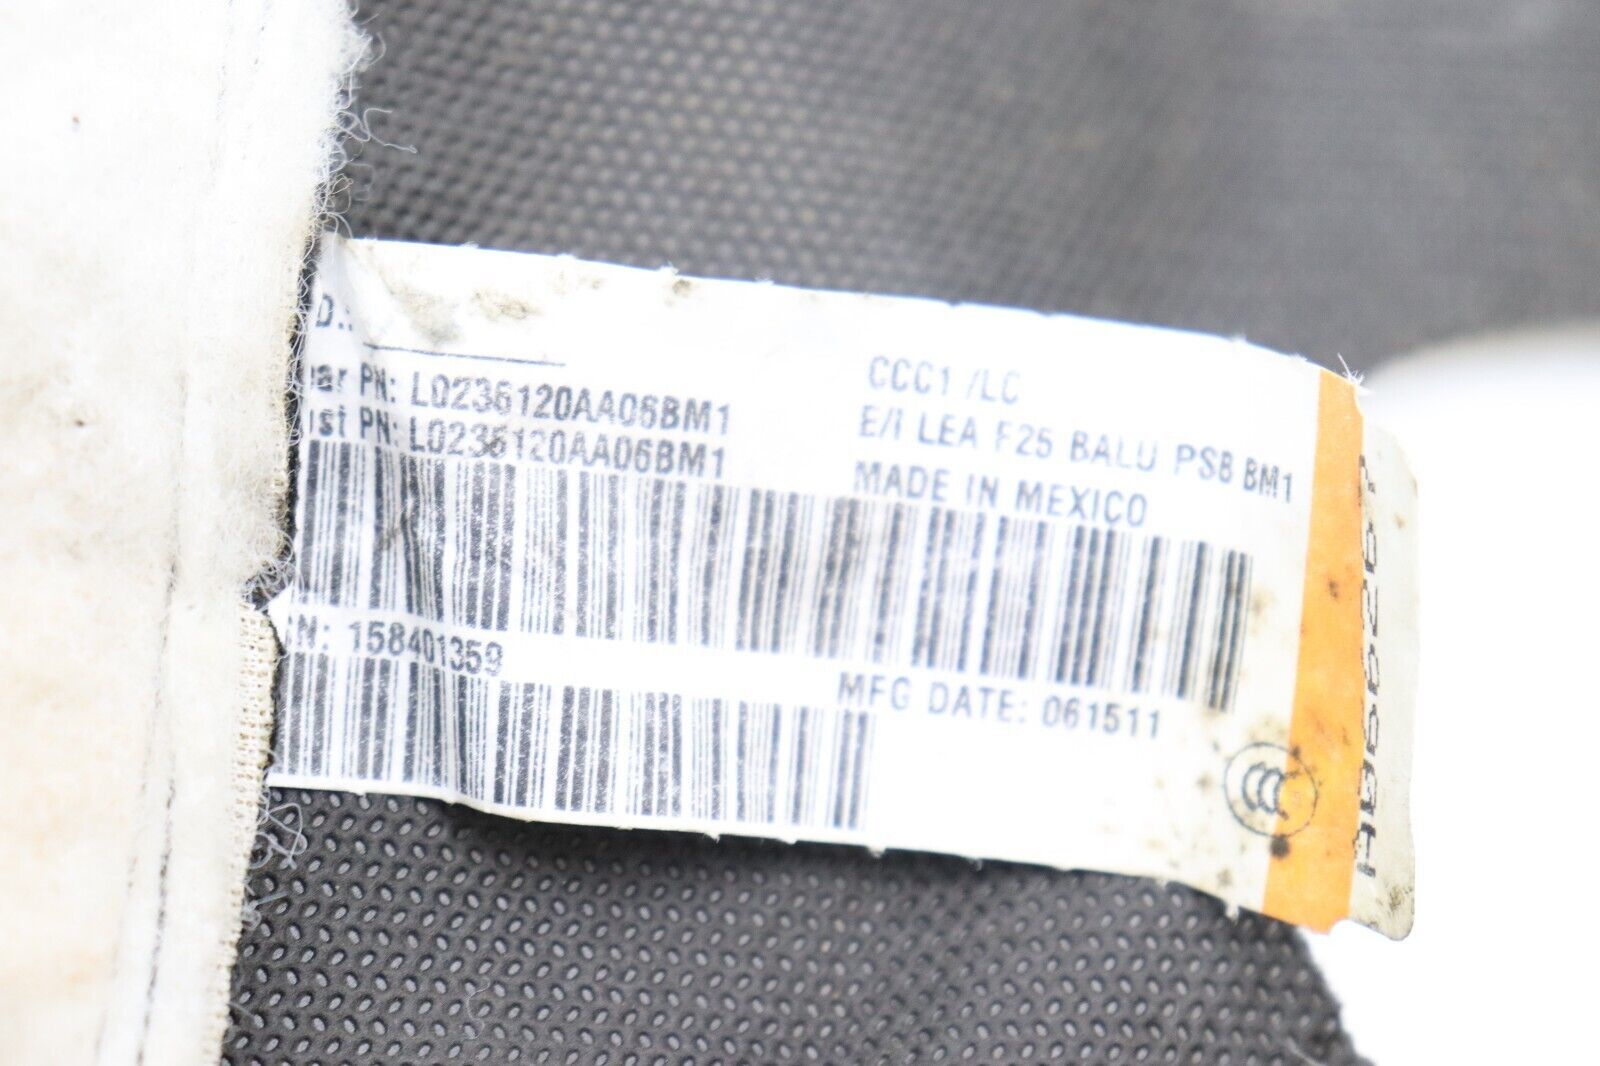 D.:
ar PN: L0236120AA06BM1
ust PN: L0236120AA06BM1
N: 158401359
CCC1 /LC
E/I LEA F25 BALU PS8 BM1
MADE IN MEXICO
MFG DATE: 061511
CCC